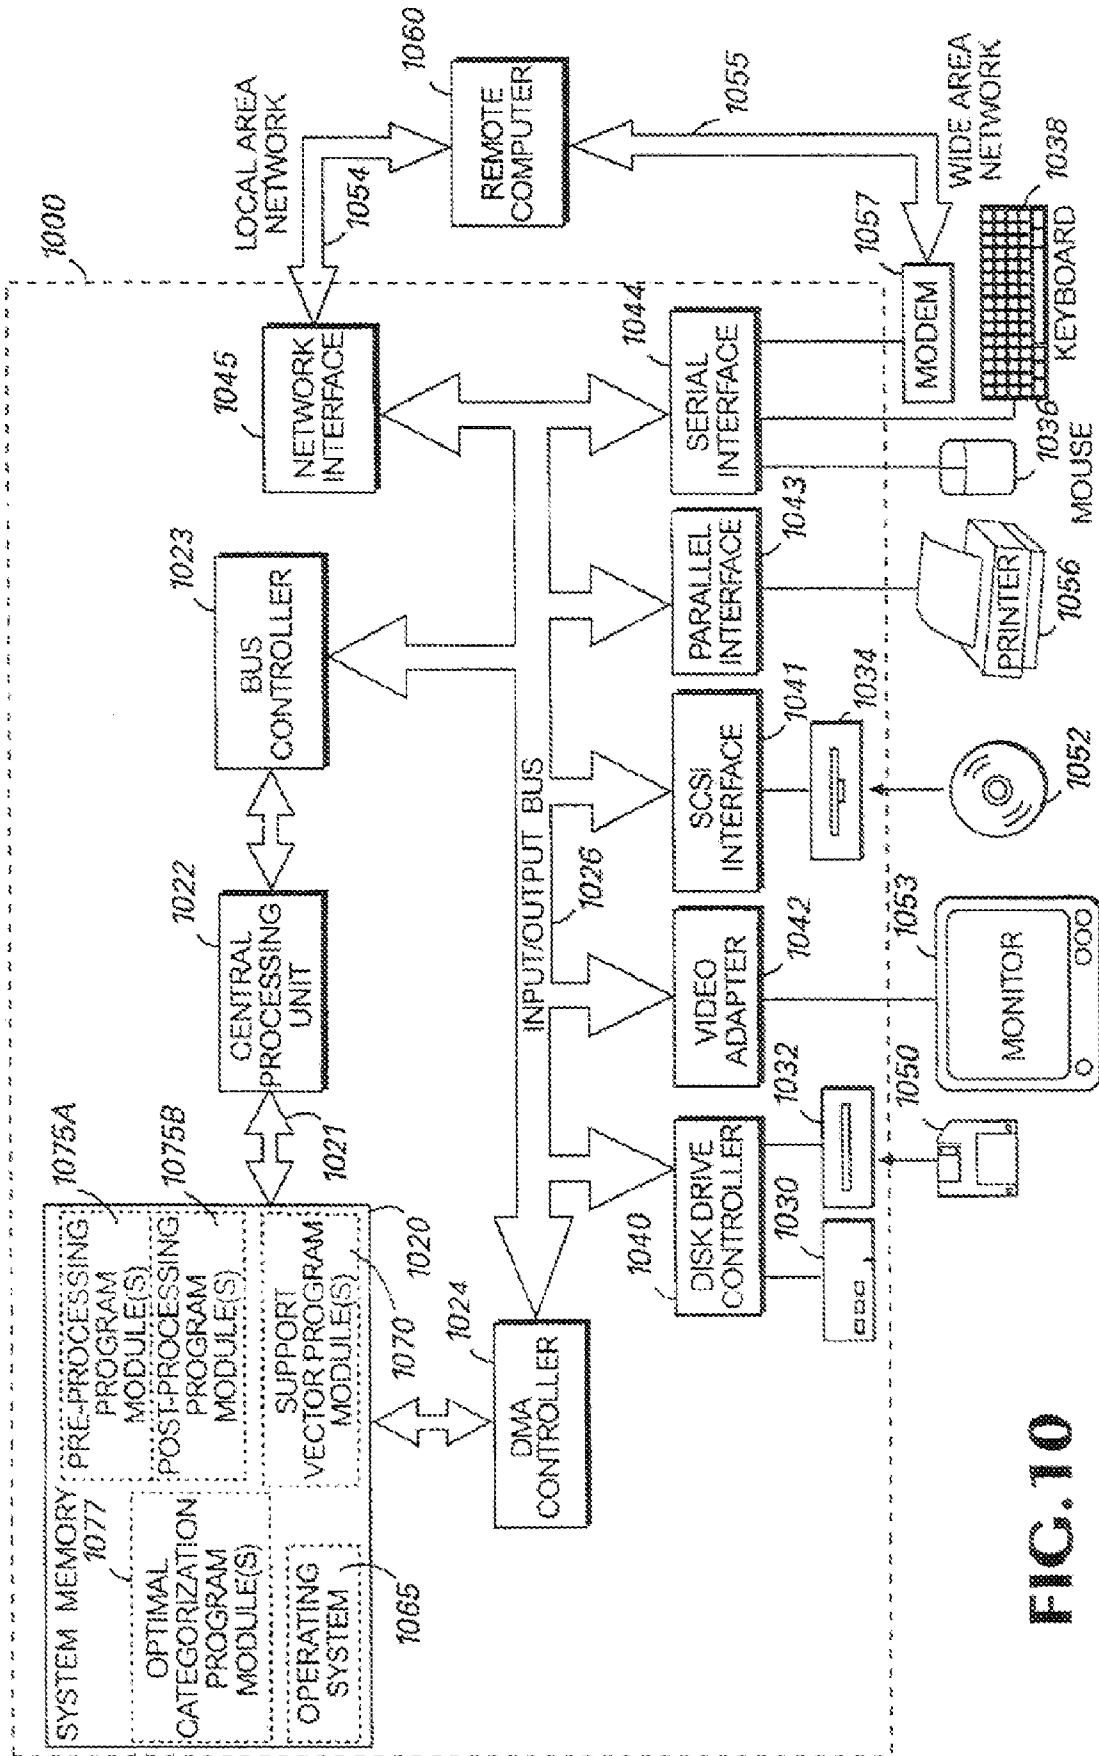 1000
SYSTEM MEMORY
1077
OPTIMAL
CATEGORIZATION
PROGRAM
MODULE(S)
OPERATING
SYSTEM
1065
PRE-PROCESSING
PROGRAM
MODULE(S)
POST-PROCESSING
PROGRAM
MODULE(S)
SUPPORT
VECTOR PROGRAM
MODULE(S)
1075A
1075B
1021
1020
1070
CENTRAL
PROCESSING
UNIT
1022
BUS
CONTROLLER
1023
NETWORK
INTERFACE
1045
LOCAL AREA
NETWORK
1054
REMOTE
COMPUTER
1060
1055
WIDE AREA
NETWORK
DMA
CONTROLLER
1024
INPUT/OUTPUT BUS
1026
DISK DRIVE
CONTROLLER
1040
VIDEO
ADAPTER
1042
SCSI
INTERFACE
1041
PARALLEL
INTERFACE
1043
SERIAL
INTERFACE
1044
1030
1032
1034
MODEM
1057
1050
MONITOR
1053
1052
PRINTER
1056
1036
MOUSE
KEYBOARD
1038
FIG.10